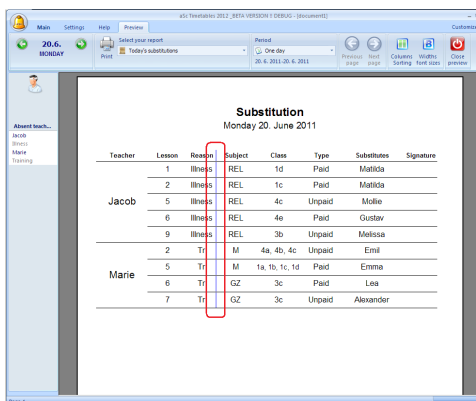 aSc Timetables 2012 _BETA VERSION !! DEBUG - [document1]
Main Settings Help Preview Customize
20.6.
MONDAY
Print
Select your report
Today's substitutions
Period
One day
20. 6. 2011-20. 6. 2011
Previous page
Next page
Columns Sorting
Widths font sizes
Close preview
Absent teach...
Jacob
Illness
Marie
Training
Substitution
Monday 20. June 2011
Teacher Lesson Reason Subject Class Type Substitutes Signature
1 Illness REL 1d Paid Matilda
2 Illness REL 1c Paid Matilda
Jacob 5 Illness REL 4c Unpaid Mollie
6 Illness REL 4e Paid Gustav
9 Illness REL 3b Unpaid Melissa
2 Tr M 4a, 4b, 4c Unpaid Emil
Marie 5 Tr M 1a, 1b, 1c, 1d Paid Emma
6 Tr GZ 3c Paid Lea
7 Tr GZ 3c Unpaid Alexander